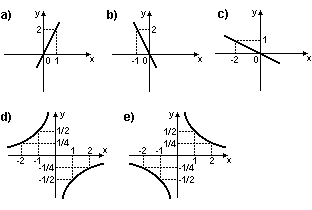 a) y 2 0 1 x
b) y 2 -1 0 x
c) y 1 -2 0 x
d) y 1/2 1/4 -2 -1 1 2 x -1/4 -1/2
e) y 1/2 1/4 -2 -1 1 2 x -1/4 -1/2